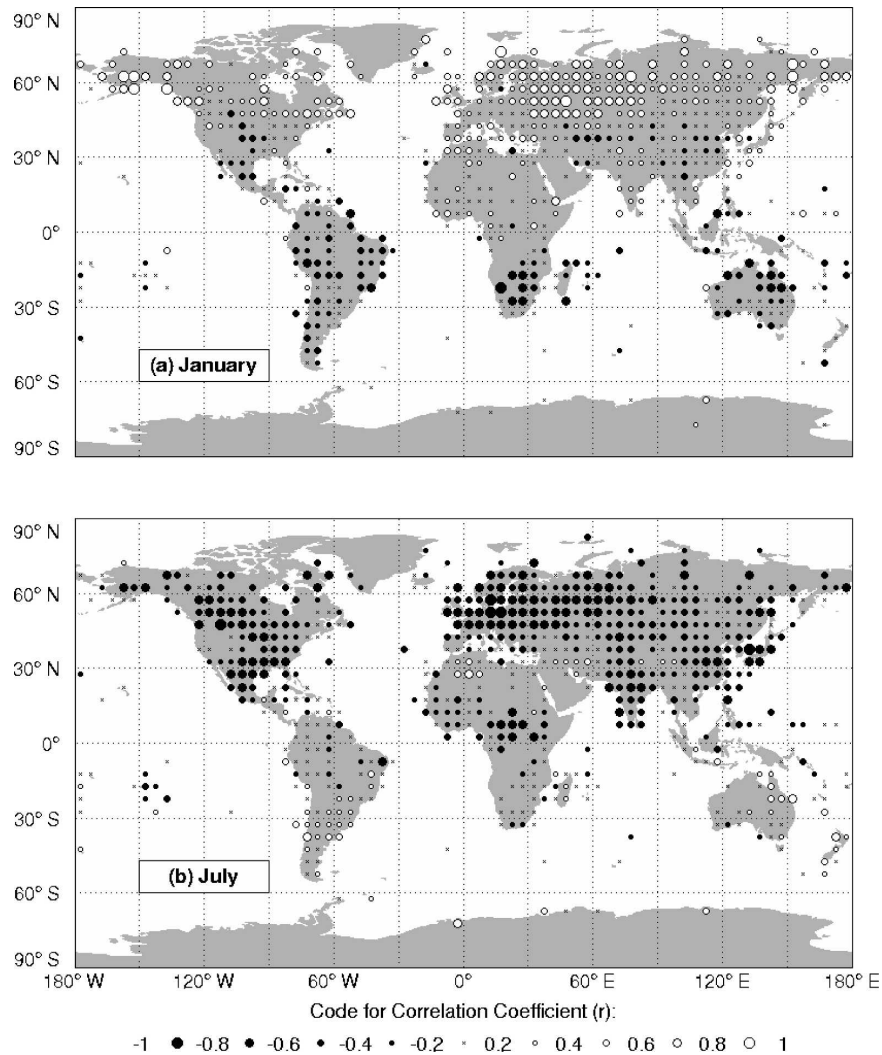 90° N
60° N
30° N
0°
30° S
60° S
90° S
(a) January
90° N
60° N
30° N
0°
30° S
60° S
90° S
(b) July
180° W 120° W 60° W 0° 60° E 120° E 180° E
Code for Correlation Coefficient (r):
-1 -0.8 -0.6 -0.4 -0.2 0.2 0.4 0.6 0.8 1